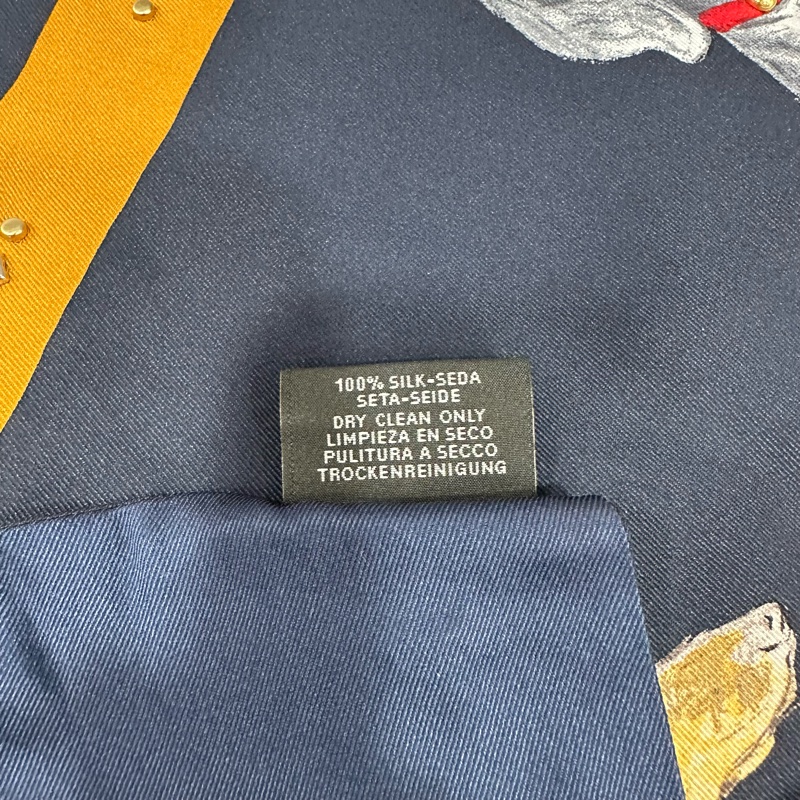 100% SILK-SEDA
SETA-SEIDE
DRY CLEAN ONLY
LIMPIEZA EN SECO
PULITURA A SECCO
TROCKENREINIGUNG